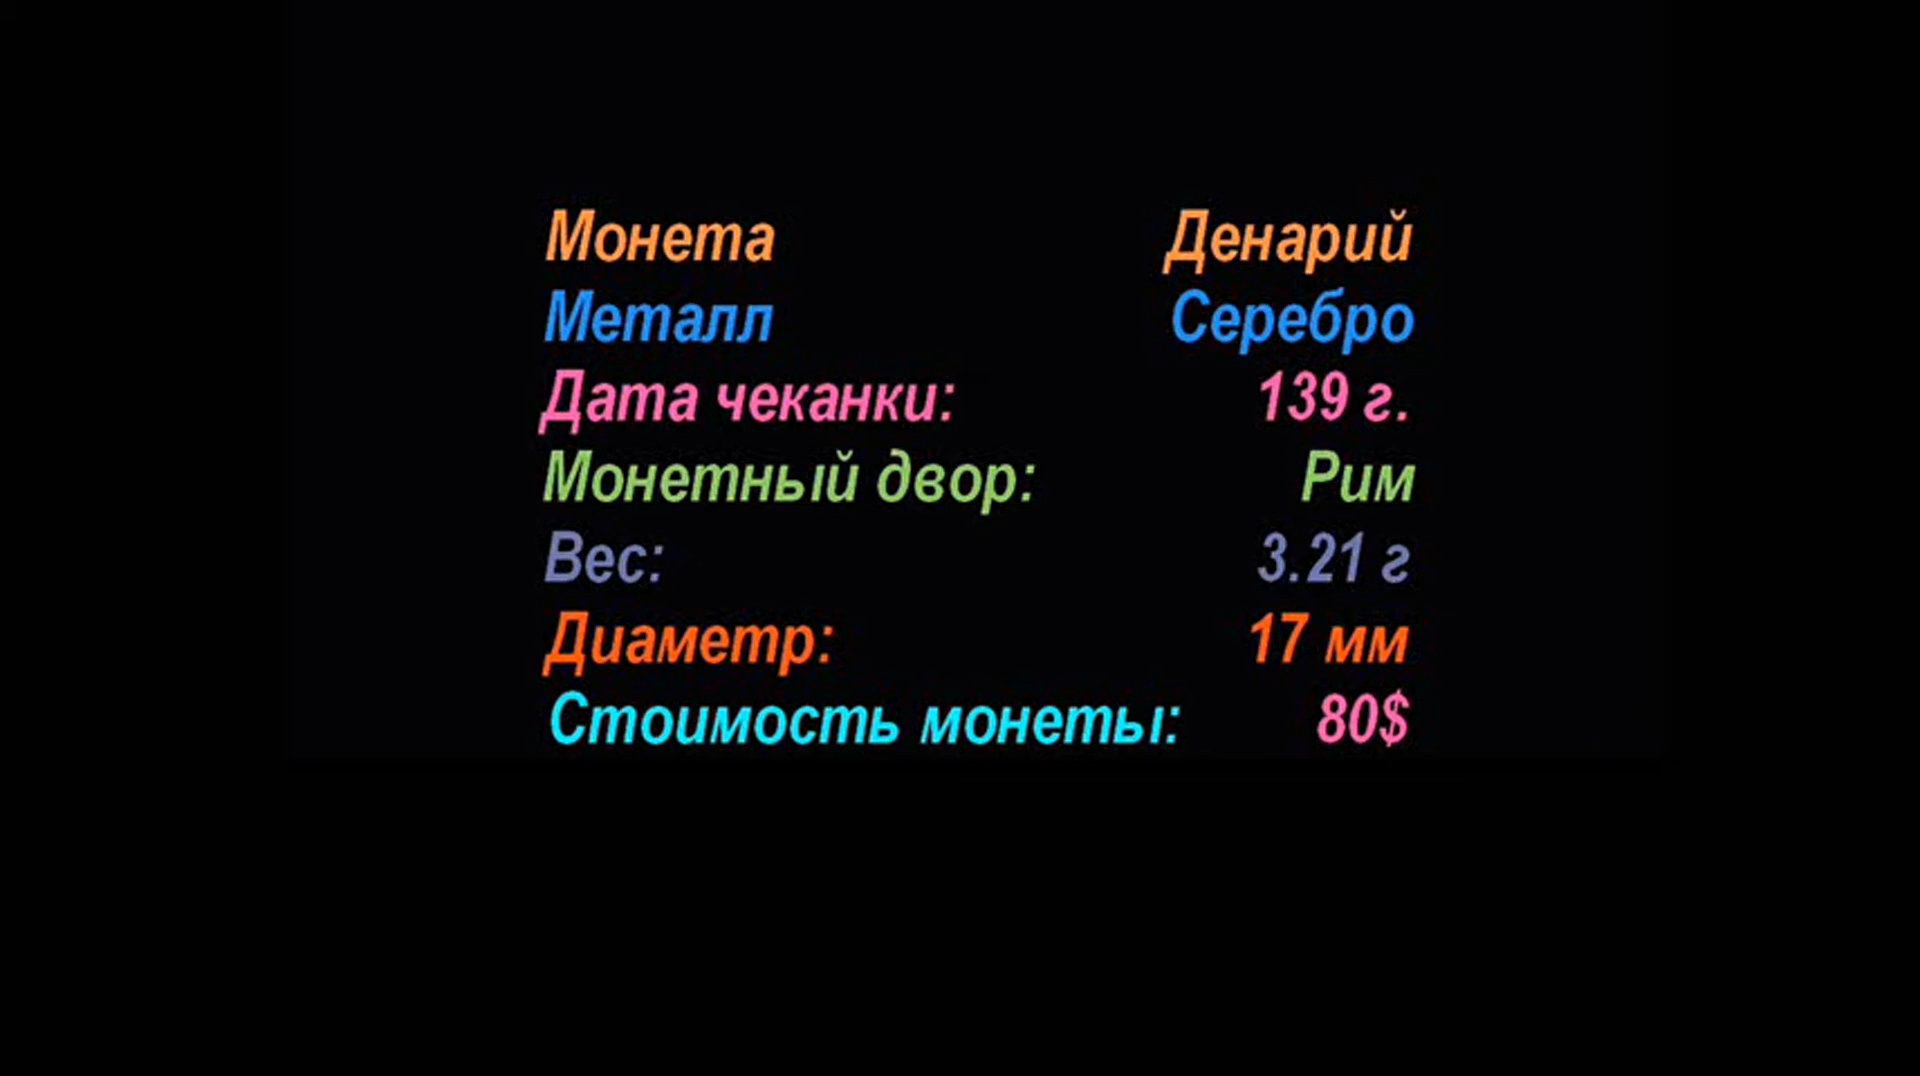 Монета Денарий
Металл Серебро
Дата чеканки: 139 г.
Монетный двор: Рим
Вес: 3.21 г
Диаметр: 17 мм
Стоимость монеты: 80$